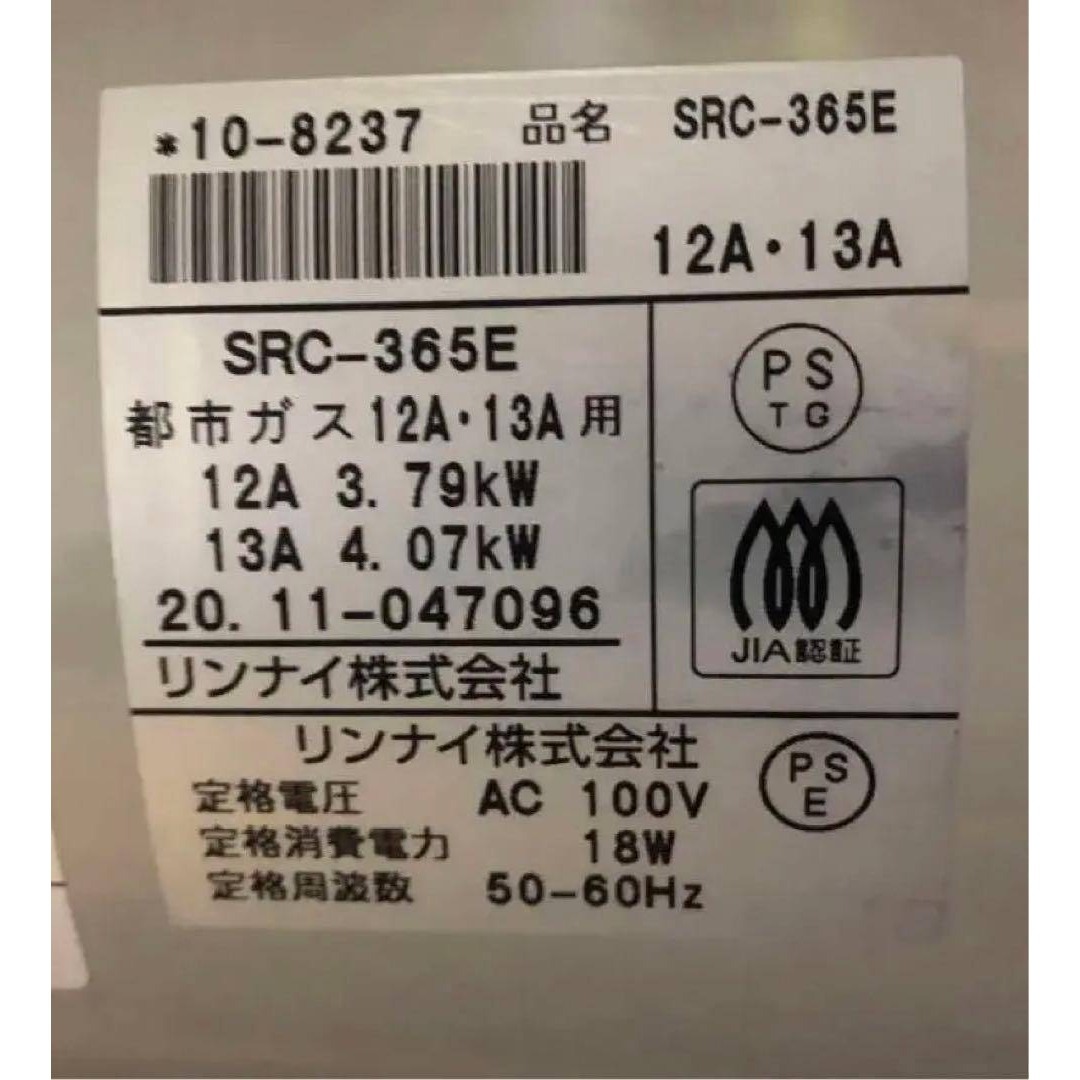 *10-8237 品名 SRC-365E
12A・13A
SRC-365E
都市ガス12A・13A用
12A 3.79kW
13A 4.07kW
20.11-047096
リンナイ株式会社
PS
TG
JIA認証
リンナイ株式会社
定格電圧 AC 100V
定格消費電力 18W
定格周波数 50-60Hz
PS
E